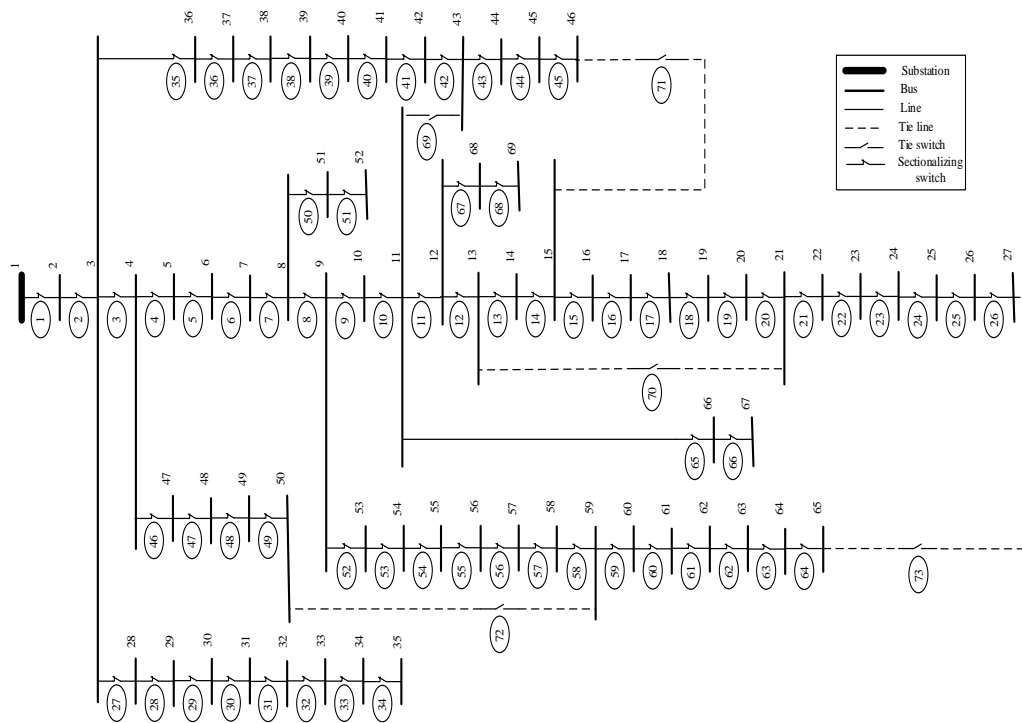 36 37 38 39 40 41 42 43 44 45 46
35 36 37 38 39 40 41 42 43 44 45 71
Substation
Bus
Line
Tie line
Tie switch
Sectionalizing
switch
69
51 52
50 51
68 69
67 68
1 2 3 4 5 6 7 8 9 10 11 12 13 14 15 16 17 18 19 20 21 22 23 24 25 26 27
1 2 3 4 5 6 7 8 9 10 11 12 13 14 15 16 17 18 19 20 21 22 23 24 25 26
70
66 67
65 66
47 48 49 50
46 47 48 49
53 54 55 56 57 58 59 60 61 62 63 64 65
52 53 54 55 56 57 58 59 60 61 62 63 64 73
72
28 29 30 31 32 33 34 35
27 28 29 30 31 32 33 34